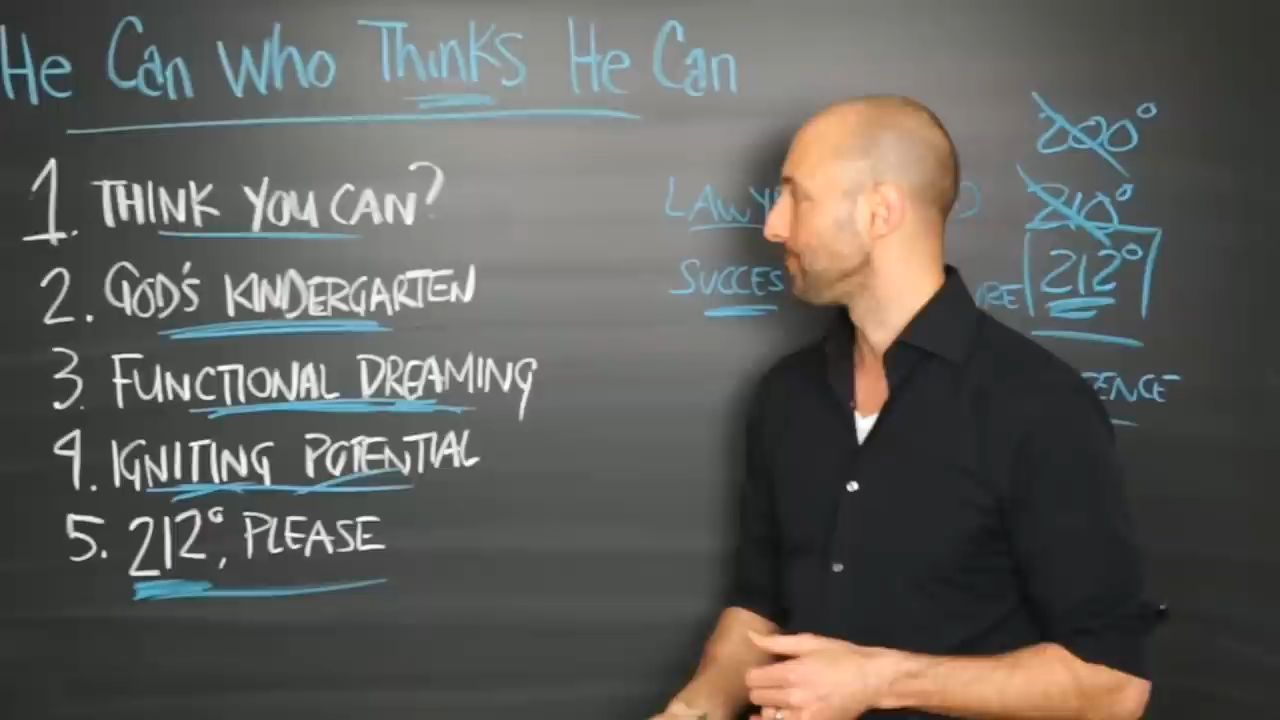 He Can Who Thinks He Can
1. THINK YOU CAN?
2. GOD'S KINDERGARTEN
3. FUNCTIONAL DREAMING
4. IGNITING POTENTIAL
5. 212°, PLEASE
200°
210°
212°